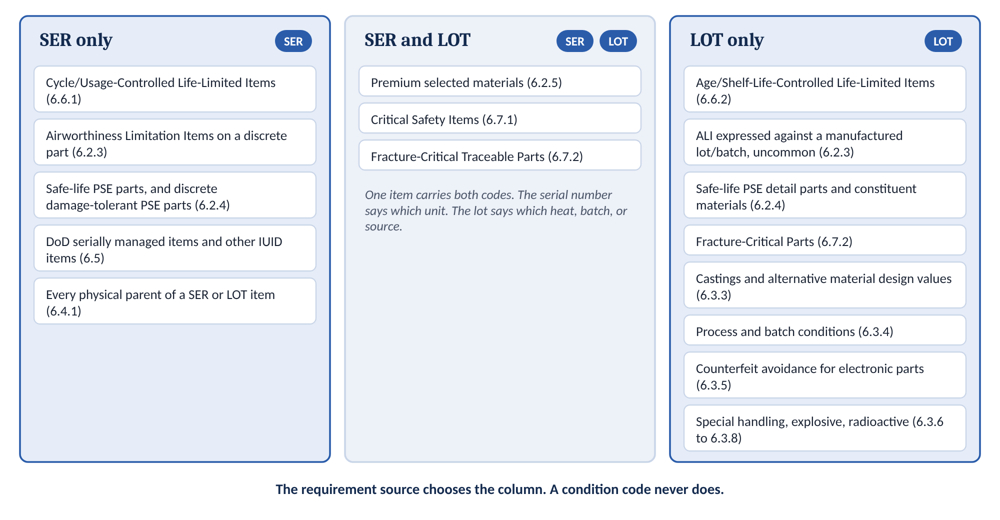 SER only
SER
Cycle/Usage-Controlled Life-Limited Items
(6.6.1)
Airworthiness Limitation Items on a discrete
part (6.2.3)
Safe-life PSE parts, and discrete
damage-tolerant PSE parts (6.2.4)
DoD serially managed items and other IUID
items (6.5)
Every physical parent of a SER or LOT item
(6.4.1)
SER and LOT
SER
LOT
Premium selected materials (6.2.5)
Critical Safety Items (6.7.1)
Fracture-Critical Traceable Parts (6.7.2)
One item carries both codes. The serial number
says which unit. The lot says which heat, batch, or
source.
LOT only
LOT
Age/Shelf-Life-Controlled Life-Limited Items
(6.6.2)
ALI expressed against a manufactured
lot/batch, uncommon (6.2.3)
Safe-life PSE detail parts and constituent
materials (6.2.4)
Fracture-Critical Parts (6.7.2)
Castings and alternative material design values
(6.3.3)
Process and batch conditions (6.3.4)
Counterfeit avoidance for electronic parts
(6.3.5)
Special handling, explosive, radioactive (6.3.6
to 6.3.8)
The requirement source chooses the column. A condition code never does.